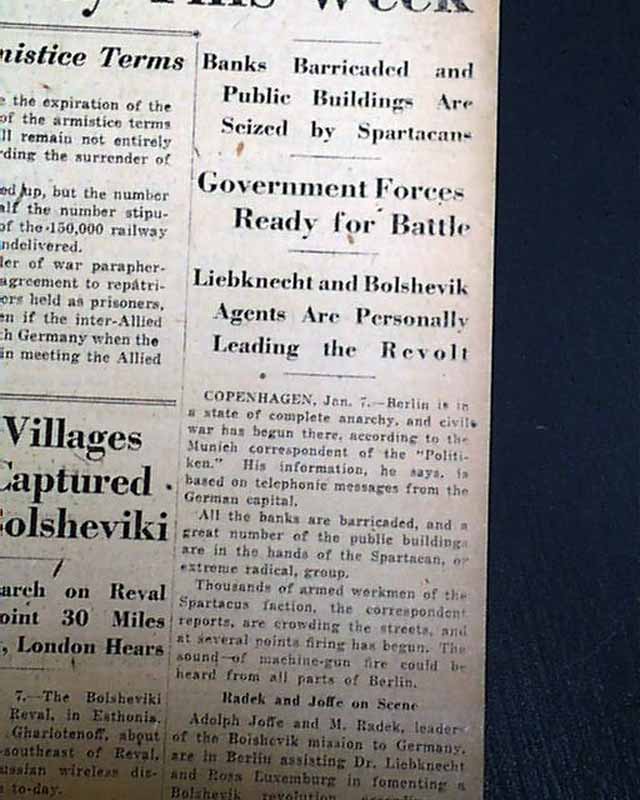 This Week
mistice Terms
e the expiration of the
of the armistice terms
ll remain not entirely
rding the surrender of
ed up, but the number
alf the number stipu-
of the 150,000 railway
ndelivered.
ler of war parapher-
agreement to repatri-
ers held as prisoners,
en if the inter-Allied
th Germany when the
in meeting the Allied
Villages
Captured
Bolsheviki
arch on Reval
oint 30 Miles
, London Hears
7.—The Bolsheviki
Reval, in Esthonia.
Gharlotenoff, about
southeast of Reval,
ussian wireless dis-
s to-day.
Banks Barricaded and
Public Buildings Are
Seized by Spartacans
Government Forces
Ready for Battle
Liebknecht and Bolshevik
Agents Are Personally
Leading the Revolt
COPENHAGEN, Jan. 7.—Berlin is in
a state of complete anarchy, and civil
war has begun there, according to the
Munich correspondent of the "Politi-
ken." His information, he says, is
based on telephonic messages from the
German capital.
All the banks are barricaded, and a
great number of the public buildings
are in the hands of the Spartacan, or
extreme radical, group.
Thousands of armed workmen of the
Spartacus faction, the correspondent
reports, are crowding the streets, and
at several points firing has begun. The
sound of machine-gun fire could be
heard from all parts of Berlin.
Radek and Joffe on Scene
Adolph Joffe and M. Radek, leaders
of the Bolshevik mission to Germany,
are in Berlin assisting Dr. Liebknecht
and Rosa Luxemburg in fomenting a
Bolshevik revolution